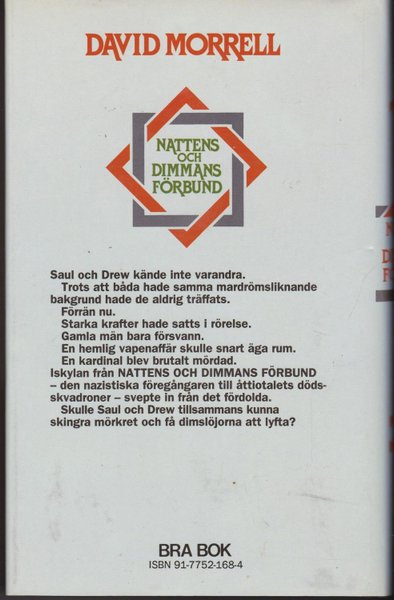 DAVID MORRELL
NATTENS
OCH
DIMMANS
FÖRBUND
Saul och Drew kände inte varandra.
Trots att båda hade samma mardrömsliknande
bakgrund hade de aldrig träffats.
Förrän nu.
Starka krafter hade satts i rörelse.
Gamla män bara försvann.
En hemlig vapenaffär skulle snart äga rum.
En kardinal blev brutalt mördad.
Iskylan från NATTENS OCH DIMMANS FÖRBUND
– den nazistiska föregångaren till åttiotalets döds-
skvadroner – svepte in från det fördolda.
Skulle Saul och Drew tillsammans kunna
skingra mörkret och få dimslöjorna att lyfta?
BRA BOK
ISBN 91-7752-168-4